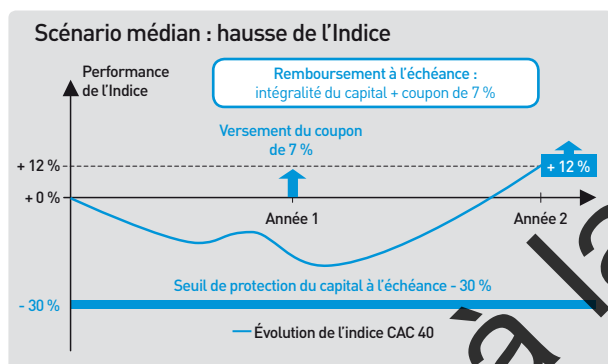 Scénario médian : hausse de l'Indice
Performance
de l'Indice
Remboursement à l'échéance :
intégralité du capital + coupon de 7 %
Versement du coupon
de 7 %
+ 12 %
+ 12 %
+ 0 %
Année 1
Année 2
Seuil de protection du capital à l'échéance - 30 %
- 30 %
Évolution de l'indice CAC 40
à la